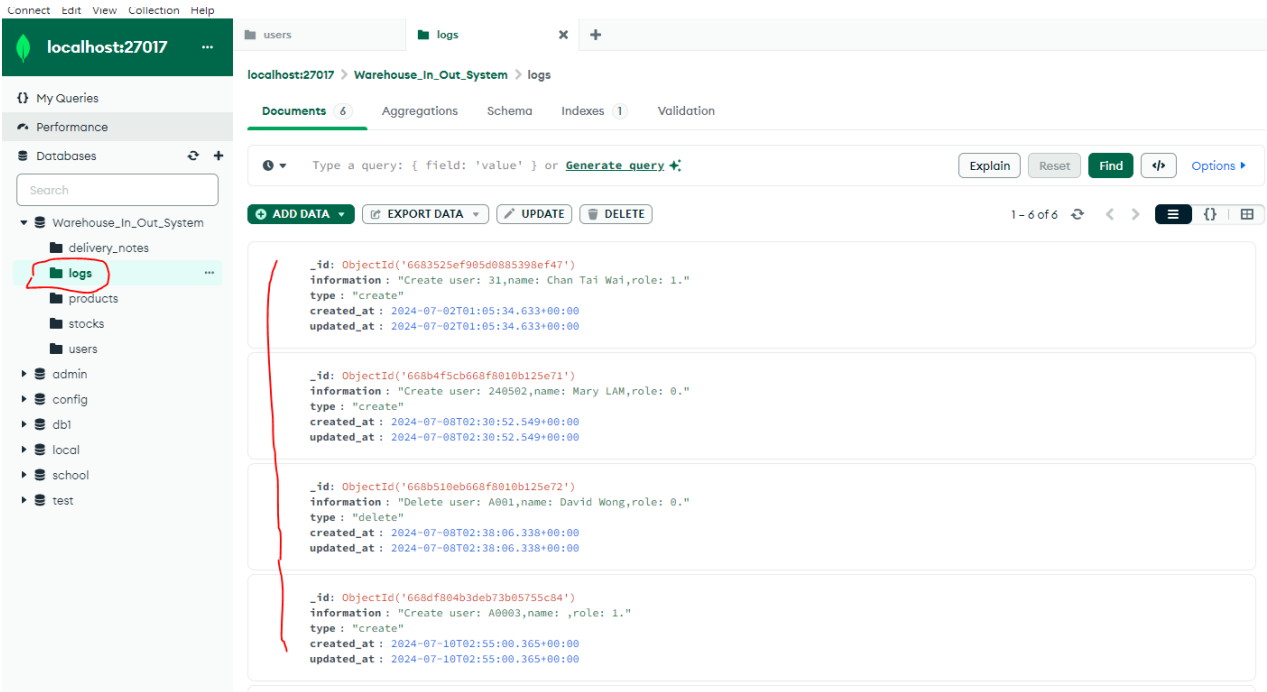 Connect Edit View Collection Help
localhost:27017 ...
{} My Queries
Performance
Databases
Search
Warehouse_In_Out_System
delivery_notes
logs ...
products
stocks
users
admin
config
db1
local
school
test
users
logs
localhost:27017 > Warehouse_In_Out_System > logs
Documents 6 Aggregations Schema Indexes 1 Validation
Type a query: { field: 'value' } or Generate query
Explain Reset Find </> Options
ADD DATA EXPORT DATA UPDATE DELETE
1 – 6 of 6 {}
_id: ObjectId('6683525ef905d0885398ef47')
information : "Create user: 31,name: Chan Tai Wai,role: 1."
type : "create"
created_at : 2024-07-02T01:05:34.633+00:00
updated_at : 2024-07-02T01:05:34.633+00:00
_id: ObjectId('668b4f5cb668f8010b125e71')
information : "Create user: 240502,name: Mary LAM,role: 0."
type : "create"
created_at : 2024-07-08T02:30:52.549+00:00
updated_at : 2024-07-08T02:30:52.549+00:00
_id: ObjectId('668b510eb668f8010b125e72')
information : "Delete user: A001,name: David Wong,role: 0."
type : "delete"
created_at : 2024-07-08T02:38:06.338+00:00
updated_at : 2024-07-08T02:38:06.338+00:00
_id: ObjectId('668df804b3deb73b05755c84')
information : "Create user: A0003,name: ,role: 1."
type : "create"
created_at : 2024-07-10T02:55:00.365+00:00
updated_at : 2024-07-10T02:55:00.365+00:00